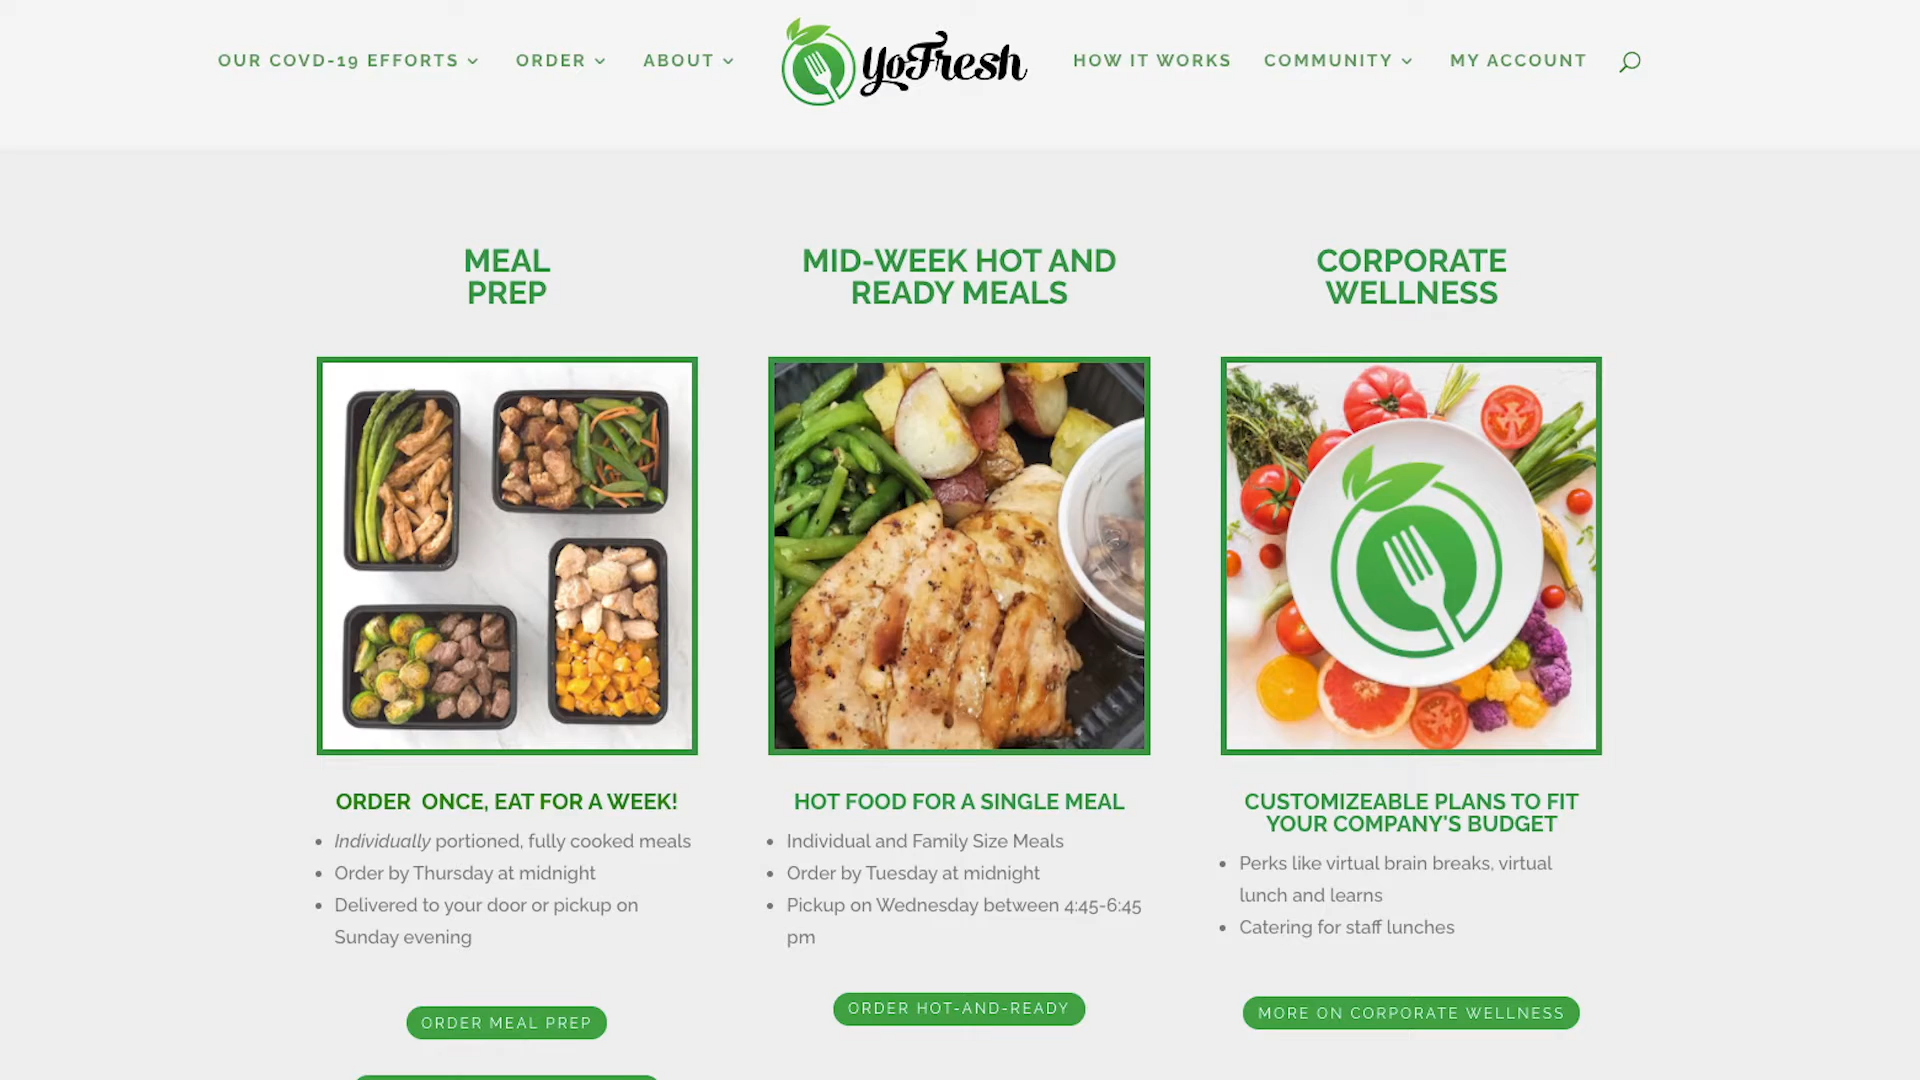 OUR COVD-19 EFFORTS
ORDER
ABOUT
YoFresh
HOW IT WORKS
COMMUNITY
MY ACCOUNT
MEAL
PREP
MID-WEEK HOT AND
READY MEALS
CORPORATE
WELLNESS
ORDER ONCE, EAT FOR A WEEK!
Individually portioned, fully cooked meals
Order by Thursday at midnight
Delivered to your door or pickup on
Sunday evening
ORDER MEAL PREP
HOT FOOD FOR A SINGLE MEAL
Individual and Family Size Meals
Order by Tuesday at midnight
Pickup on Wednesday between 4:45-6:45
pm
ORDER HOT-AND-READY
CUSTOMIZEABLE PLANS TO FIT
YOUR COMPANY'S BUDGET
Perks like virtual brain breaks, virtual
lunch and learns
Catering for staff lunches
MORE ON CORPORATE WELLNESS